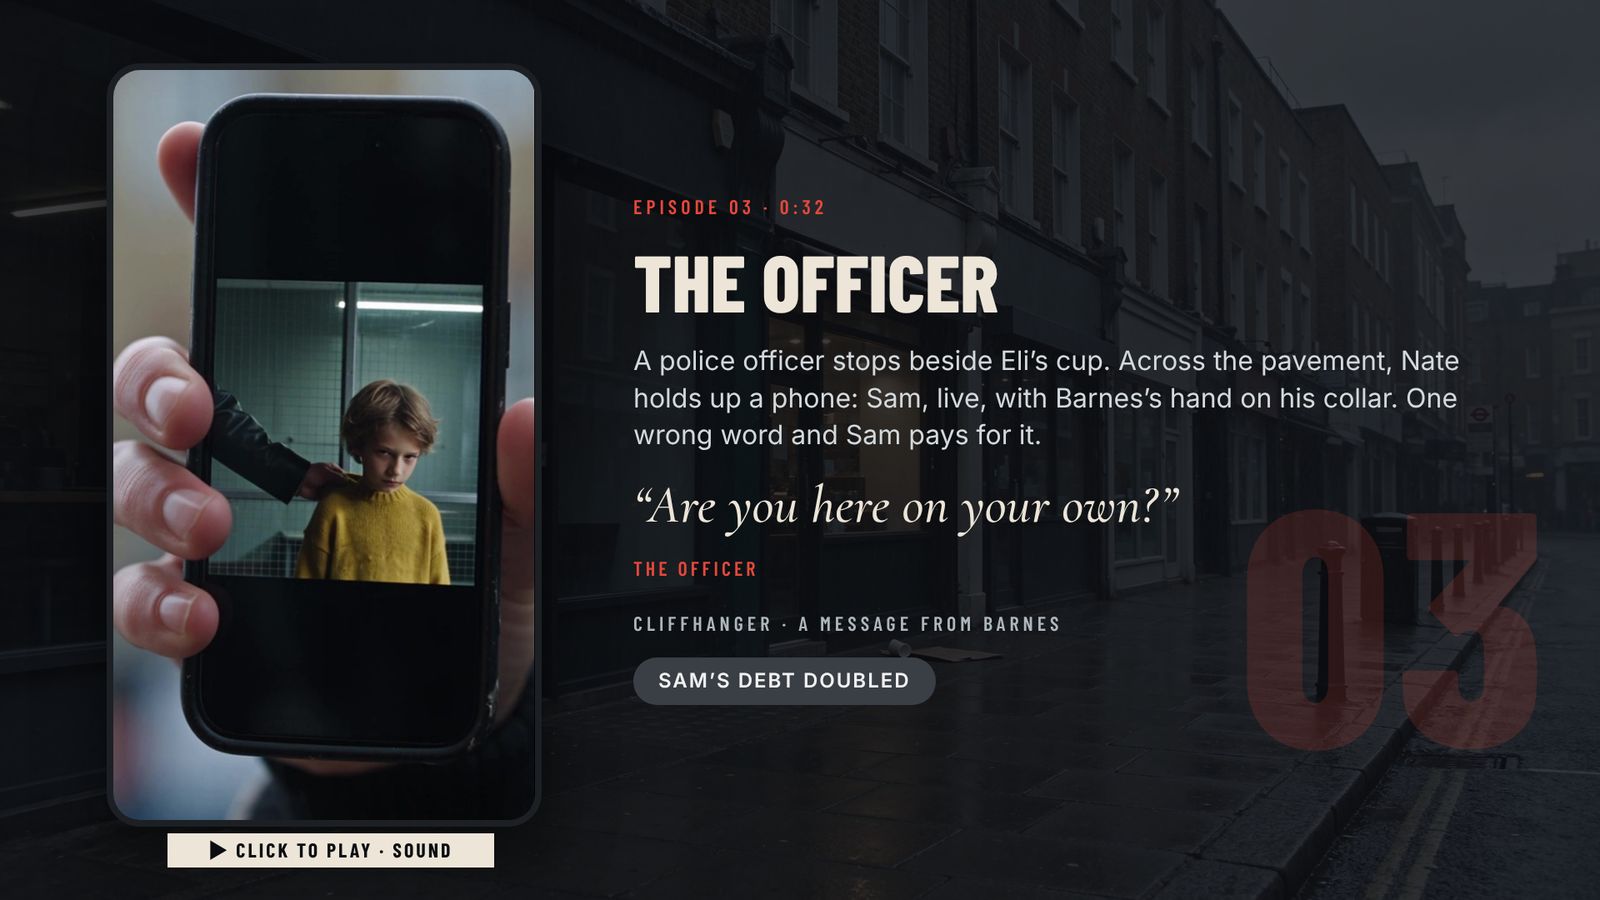 EPISODE 03 · 0:32
THE OFFICER
A police officer stops beside Eli’s cup. Across the pavement, Nate
holds up a phone: Sam, live, with Barnes’s hand on his collar. One
wrong word and Sam pays for it.
“Are you here on your own?”
THE OFFICER
CLIFFHANGER · A MESSAGE FROM BARNES
SAM’S DEBT DOUBLED
03
▶ CLICK TO PLAY · SOUND